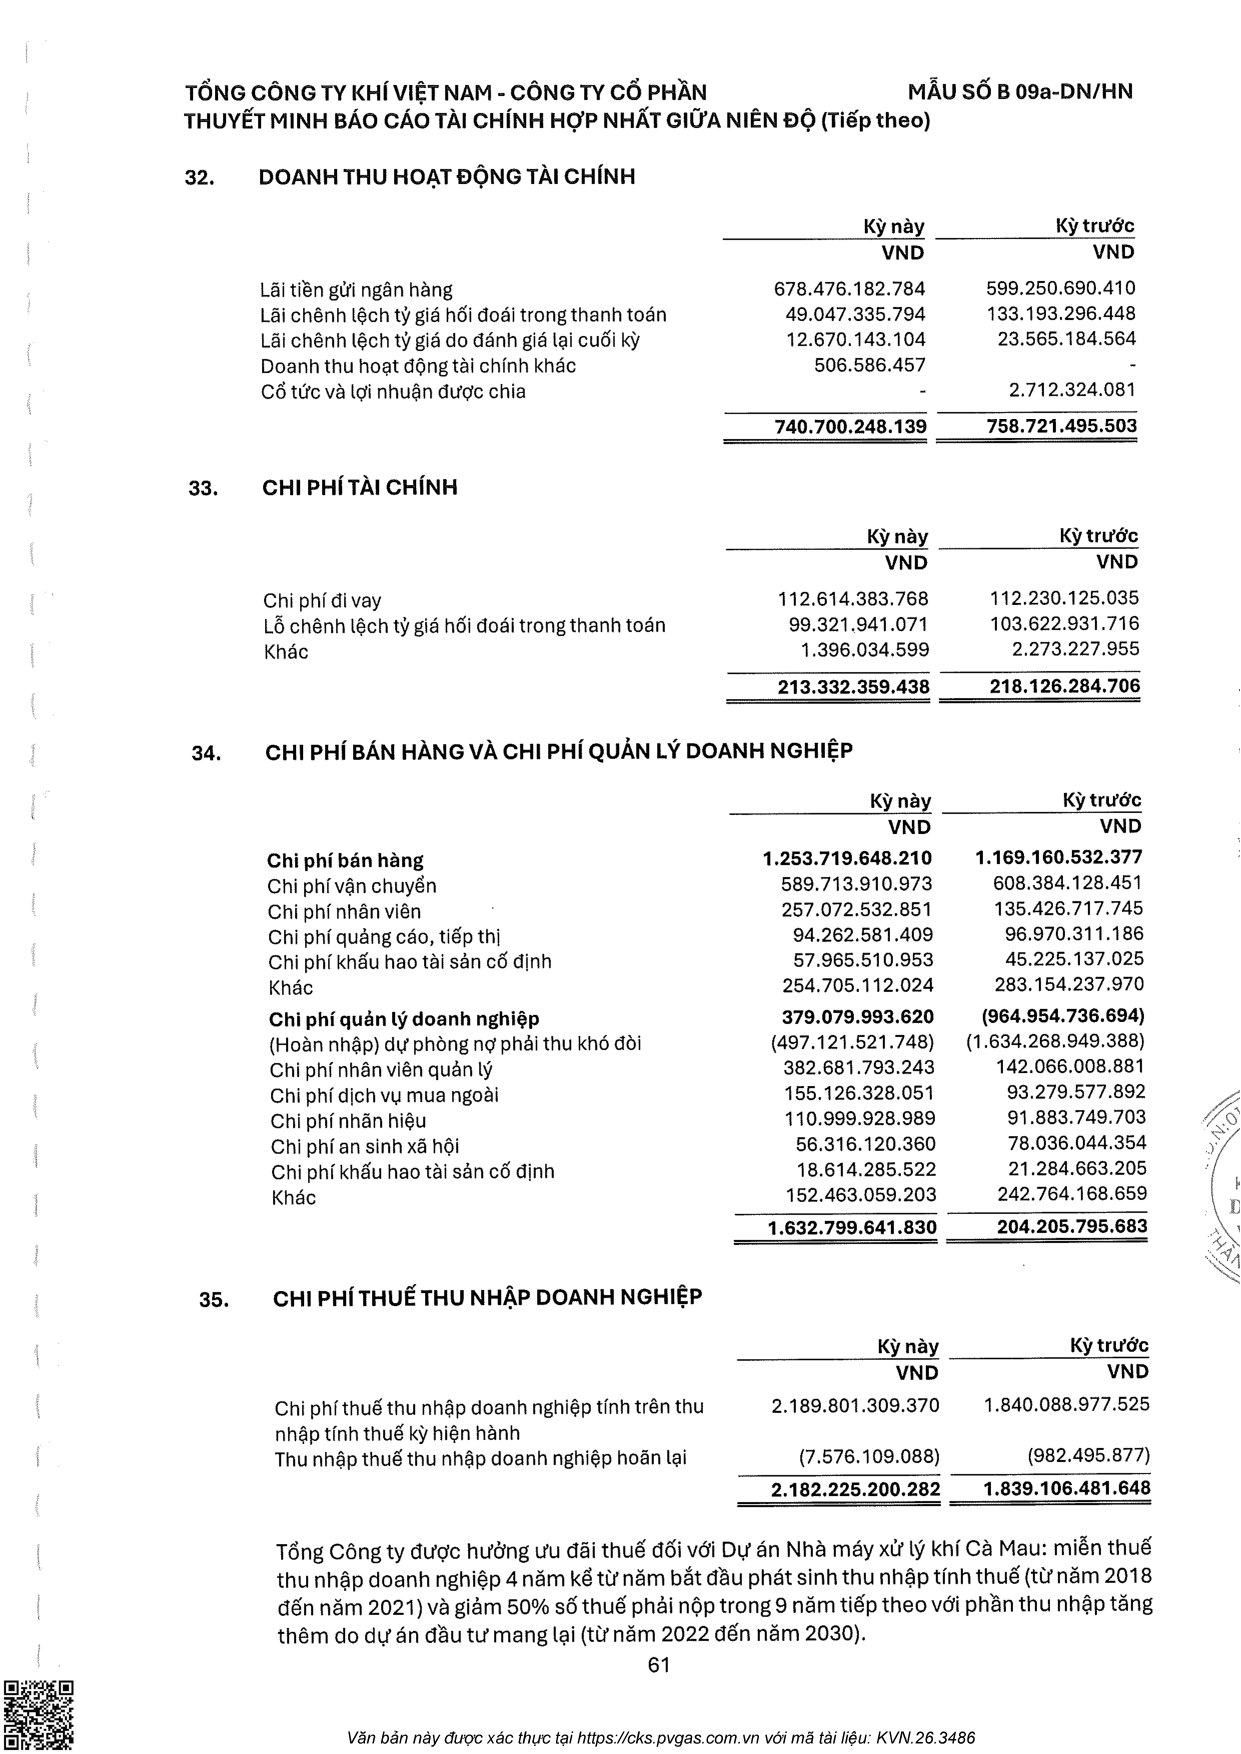 TỔNG CÔNG TY KHÍ VIỆT NAM - CÔNG TY CỔ PHẦN MẪU SỐ B 09a-DN/HN
THUYẾT MINH BÁO CÁO TÀI CHÍNH HỢP NHẤT GIỮA NIÊN ĐỘ (Tiếp theo)
32. DOANH THU HOẠT ĐỘNG TÀI CHÍNH
Kỳ này Kỳ trước
VND VND
Lãi tiền gửi ngân hàng 678.476.182.784 599.250.690.410
Lãi chênh lệch tỷ giá hối đoái trong thanh toán 49.047.335.794 133.193.296.448
Lãi chênh lệch tỷ giá do đánh giá lại cuối kỳ 12.670.143.104 23.565.184.564
Doanh thu hoạt động tài chính khác 506.586.457 -
Cổ tức và lợi nhuận được chia - 2.712.324.081
740.700.248.139 758.721.495.503
33. CHI PHÍ TÀI CHÍNH
Kỳ này Kỳ trước
VND VND
Chi phí đi vay 112.614.383.768 112.230.125.035
Lỗ chênh lệch tỷ giá hối đoái trong thanh toán 99.321.941.071 103.622.931.716
Khác 1.396.034.599 2.273.227.955
213.332.359.438 218.126.284.706
34. CHI PHÍ BÁN HÀNG VÀ CHI PHÍ QUẢN LÝ DOANH NGHIỆP
Kỳ này Kỳ trước
VND VND
Chi phí bán hàng 1.253.719.648.210 1.169.160.532.377
Chi phí vận chuyển 589.713.910.973 608.384.128.451
Chi phí nhân viên 257.072.532.851 135.426.717.745
Chi phí quảng cáo, tiếp thị 94.262.581.409 96.970.311.186
Chi phí khấu hao tài sản cố định 57.965.510.953 45.225.137.025
Khác 254.705.112.024 283.154.237.970
Chi phí quản lý doanh nghiệp 379.079.993.620 (964.954.736.694)
(Hoàn nhập) dự phòng nợ phải thu khó đòi (497.121.521.748) (1.634.268.949.388)
Chi phí nhân viên quản lý 382.681.793.243 142.066.008.881
Chi phí dịch vụ mua ngoài 155.126.328.051 93.279.577.892
Chi phí nhãn hiệu 110.999.928.989 91.883.749.703
Chi phí an sinh xã hội 56.316.120.360 78.036.044.354
Chi phí khấu hao tài sản cố định 18.614.285.522 21.284.663.205
Khác 152.463.059.203 242.764.168.659
1.632.799.641.830 204.205.795.683
35. CHI PHÍ THUẾ THU NHẬP DOANH NGHIỆP
Kỳ này Kỳ trước
VND VND
Chi phí thuế thu nhập doanh nghiệp tính trên thu 2.189.801.309.370 1.840.088.977.525
nhập tính thuế kỳ hiện hành
Thu nhập thuế thu nhập doanh nghiệp hoãn lại (7.576.109.088) (982.495.877)
2.182.225.200.282 1.839.106.481.648
Tổng Công ty được hưởng ưu đãi thuế đối với Dự án Nhà máy xử lý khí Cà Mau: miễn thuế
thu nhập doanh nghiệp 4 năm kể từ năm bắt đầu phát sinh thu nhập tính thuế (từ năm 2018
đến năm 2021) và giảm 50% số thuế phải nộp trong 9 năm tiếp theo với phần thu nhập tăng
thêm do dự án đầu tư mang lại (từ năm 2022 đến năm 2030).
61
Văn bản này được xác thực tại https://cks.pvgas.com.vn với mã tài liệu: KVN.26.3486